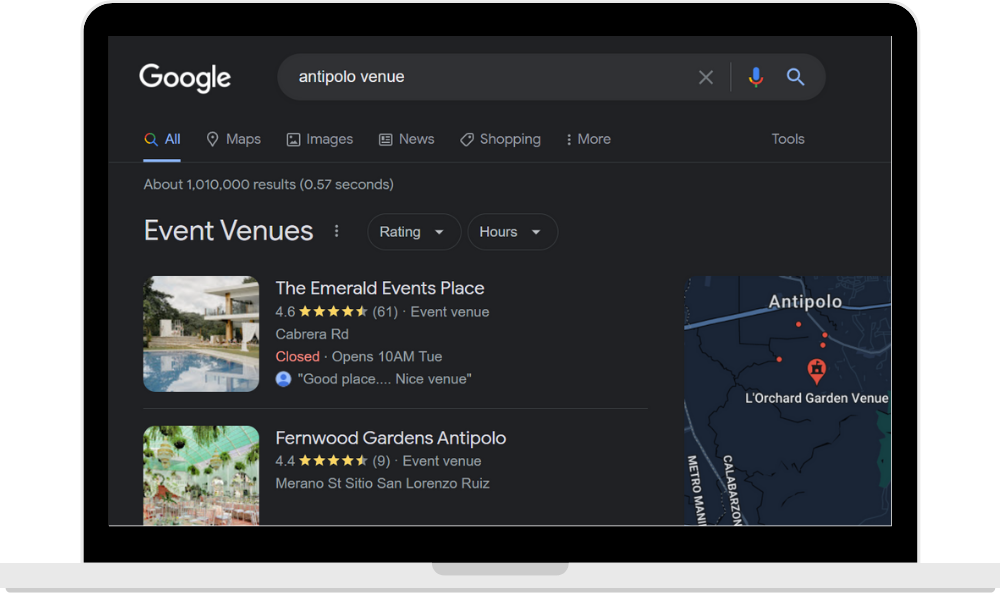 Google
antipolo venue
All Maps Images News Shopping More Tools
About 1,010,000 results (0.57 seconds)
Event Venues Rating Hours
The Emerald Events Place
4.6 (61) · Event venue
Cabrera Rd
Closed · Opens 10AM Tue
"Good place.... Nice venue"
Fernwood Gardens Antipolo
4.4 (9) · Event venue
Merano St Sitio San Lorenzo Ruiz
Antipolo
L'Orchard Garden Venue
METRO MANI
CALABARZON